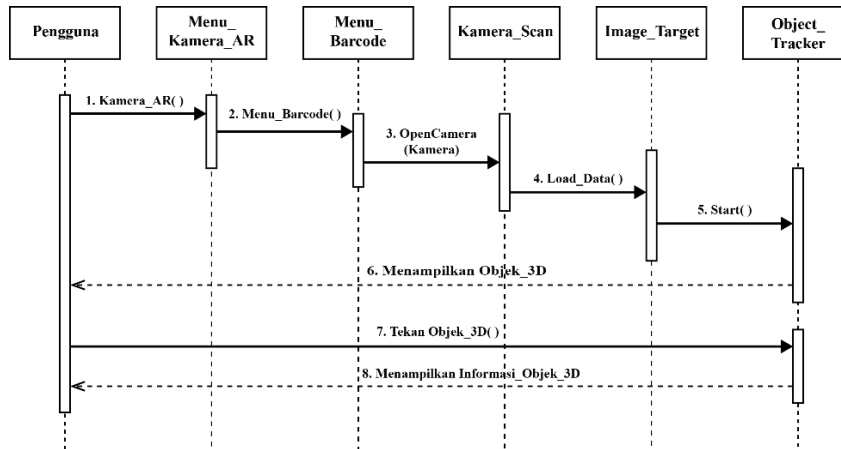 Pengguna
Menu_
Kamera_AR
Menu_
Barcode
Kamera_Scan
Image_Target
Object_
Tracker
1. Kamera_AR( )
2. Menu_Barcode( )
3. OpenCamera
(Kamera)
4. Load_Data( )
5. Start( )
6. Menampilkan Objek_3D
7. Tekan Objek_3D( )
8. Menampilkan Informasi_Objek_3D